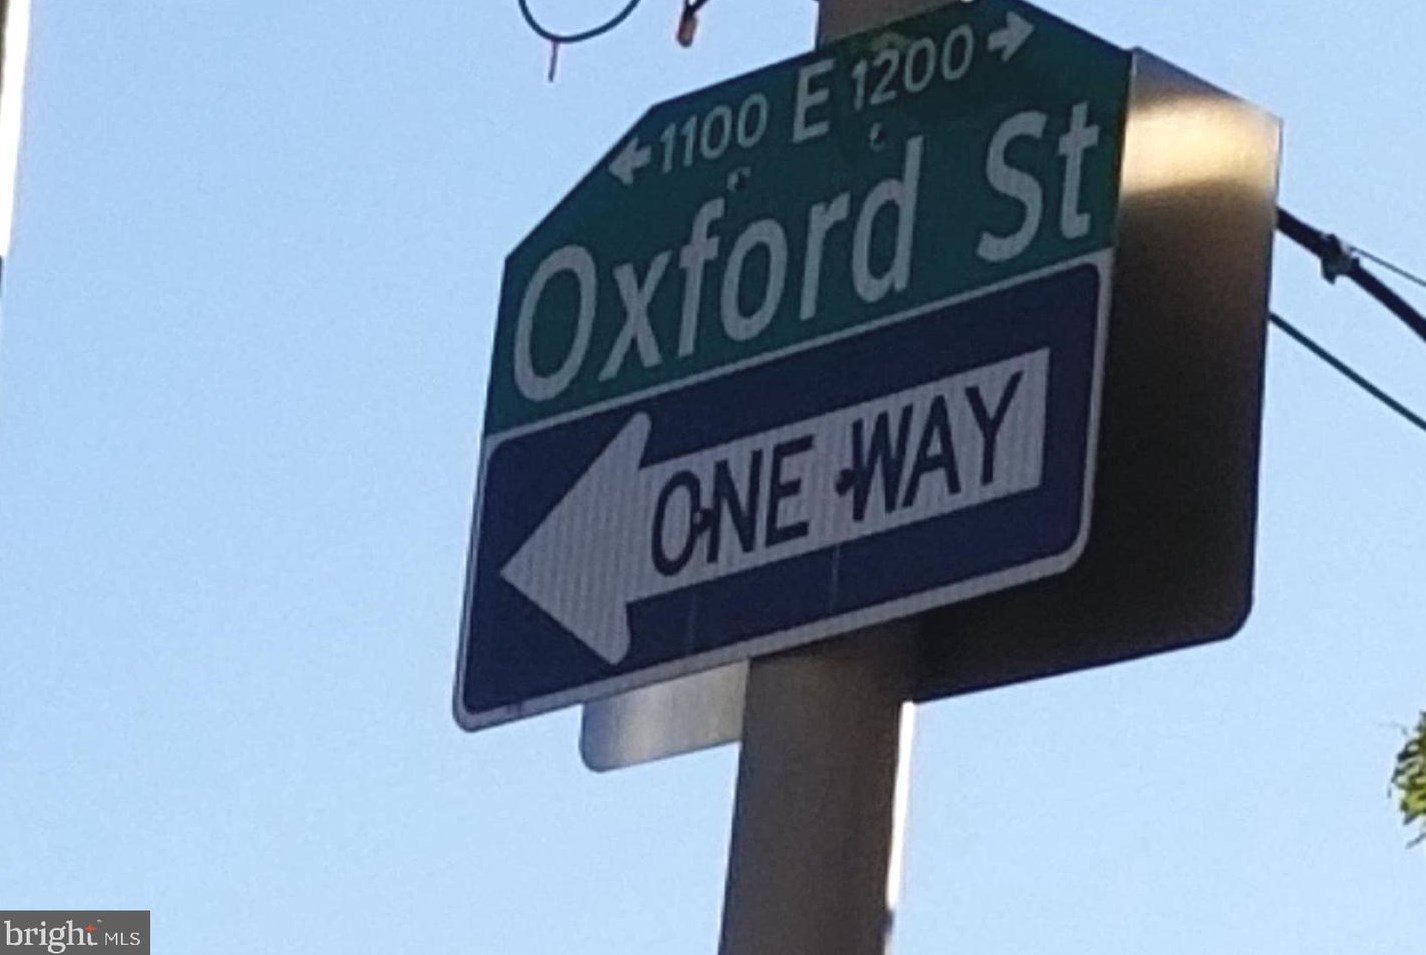 ←1100 E 1200→
Oxford St
ONE WAY
bright MLS